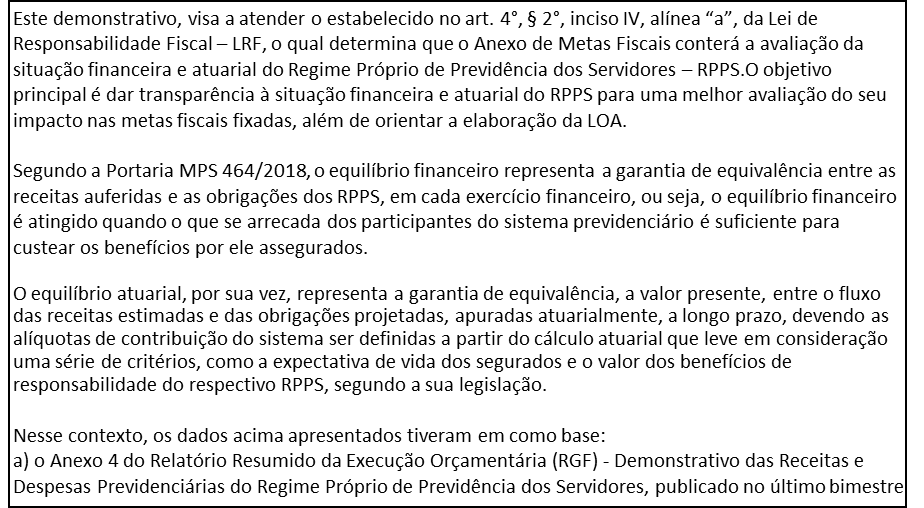 Este demonstrativo, visa a atender o estabelecido no art. 4°, § 2°, inciso IV, alínea “a”, da Lei de
Responsabilidade Fiscal – LRF, o qual determina que o Anexo de Metas Fiscais conterá a avaliação da
situação financeira e atuarial do Regime Próprio de Previdência dos Servidores – RPPS.O objetivo
principal é dar transparência à situação financeira e atuarial do RPPS para uma melhor avaliação do seu
impacto nas metas fiscais fixadas, além de orientar a elaboração da LOA.
Segundo a Portaria MPS 464/2018, o equilíbrio financeiro representa a garantia de equivalência entre as
receitas auferidas e as obrigações dos RPPS, em cada exercício financeiro, ou seja, o equilíbrio financeiro
é atingido quando o que se arrecada dos participantes do sistema previdenciário é suficiente para
custear os benefícios por ele assegurados.
O equilíbrio atuarial, por sua vez, representa a garantia de equivalência, a valor presente, entre o fluxo
das receitas estimadas e das obrigações projetadas, apuradas atuarialmente, a longo prazo, devendo as
alíquotas de contribuição do sistema ser definidas a partir do cálculo atuarial que leve em consideração
uma série de critérios, como a expectativa de vida dos segurados e o valor dos benefícios de
responsabilidade do respectivo RPPS, segundo a sua legislação.
Nesse contexto, os dados acima apresentados tiveram em como base:
a) o Anexo 4 do Relatório Resumido da Execução Orçamentária (RGF) - Demonstrativo das Receitas e
Despesas Previdenciárias do Regime Próprio de Previdência dos Servidores, publicado no último bimestre